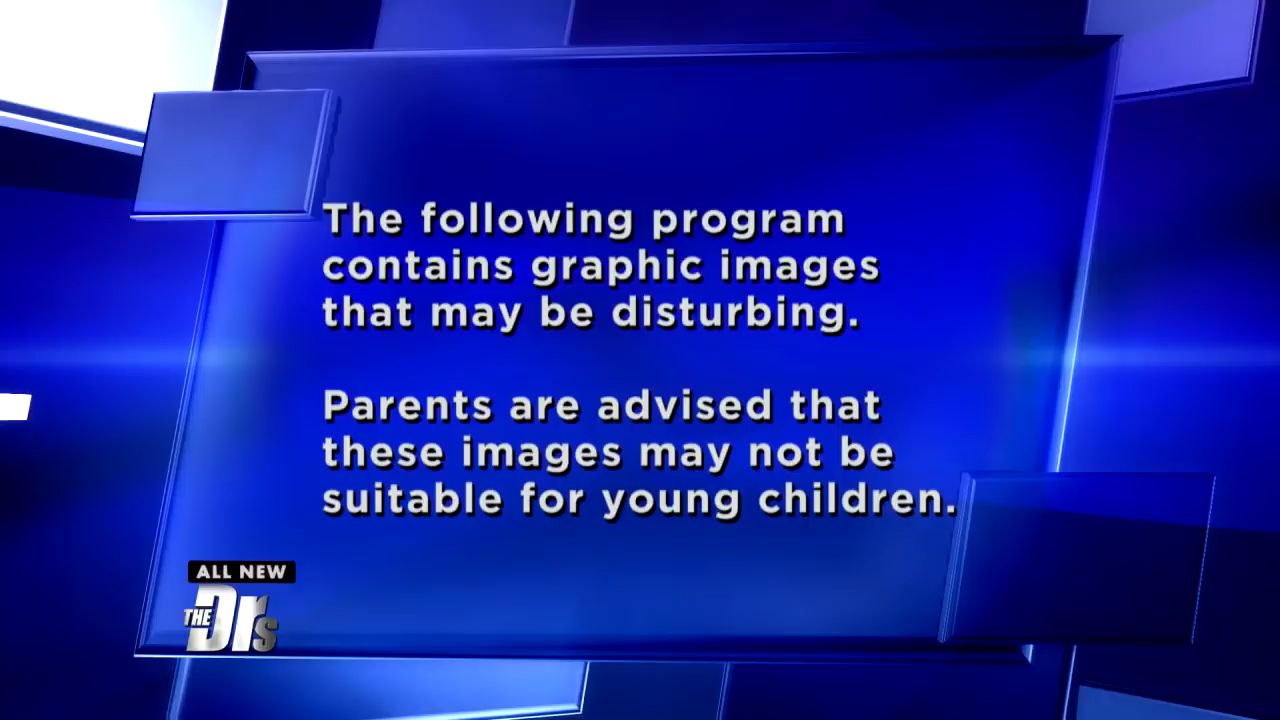 The following program
contains graphic images
that may be disturbing.
Parents are advised that
these images may not be
suitable for young children.
ALL NEW
THE Drs